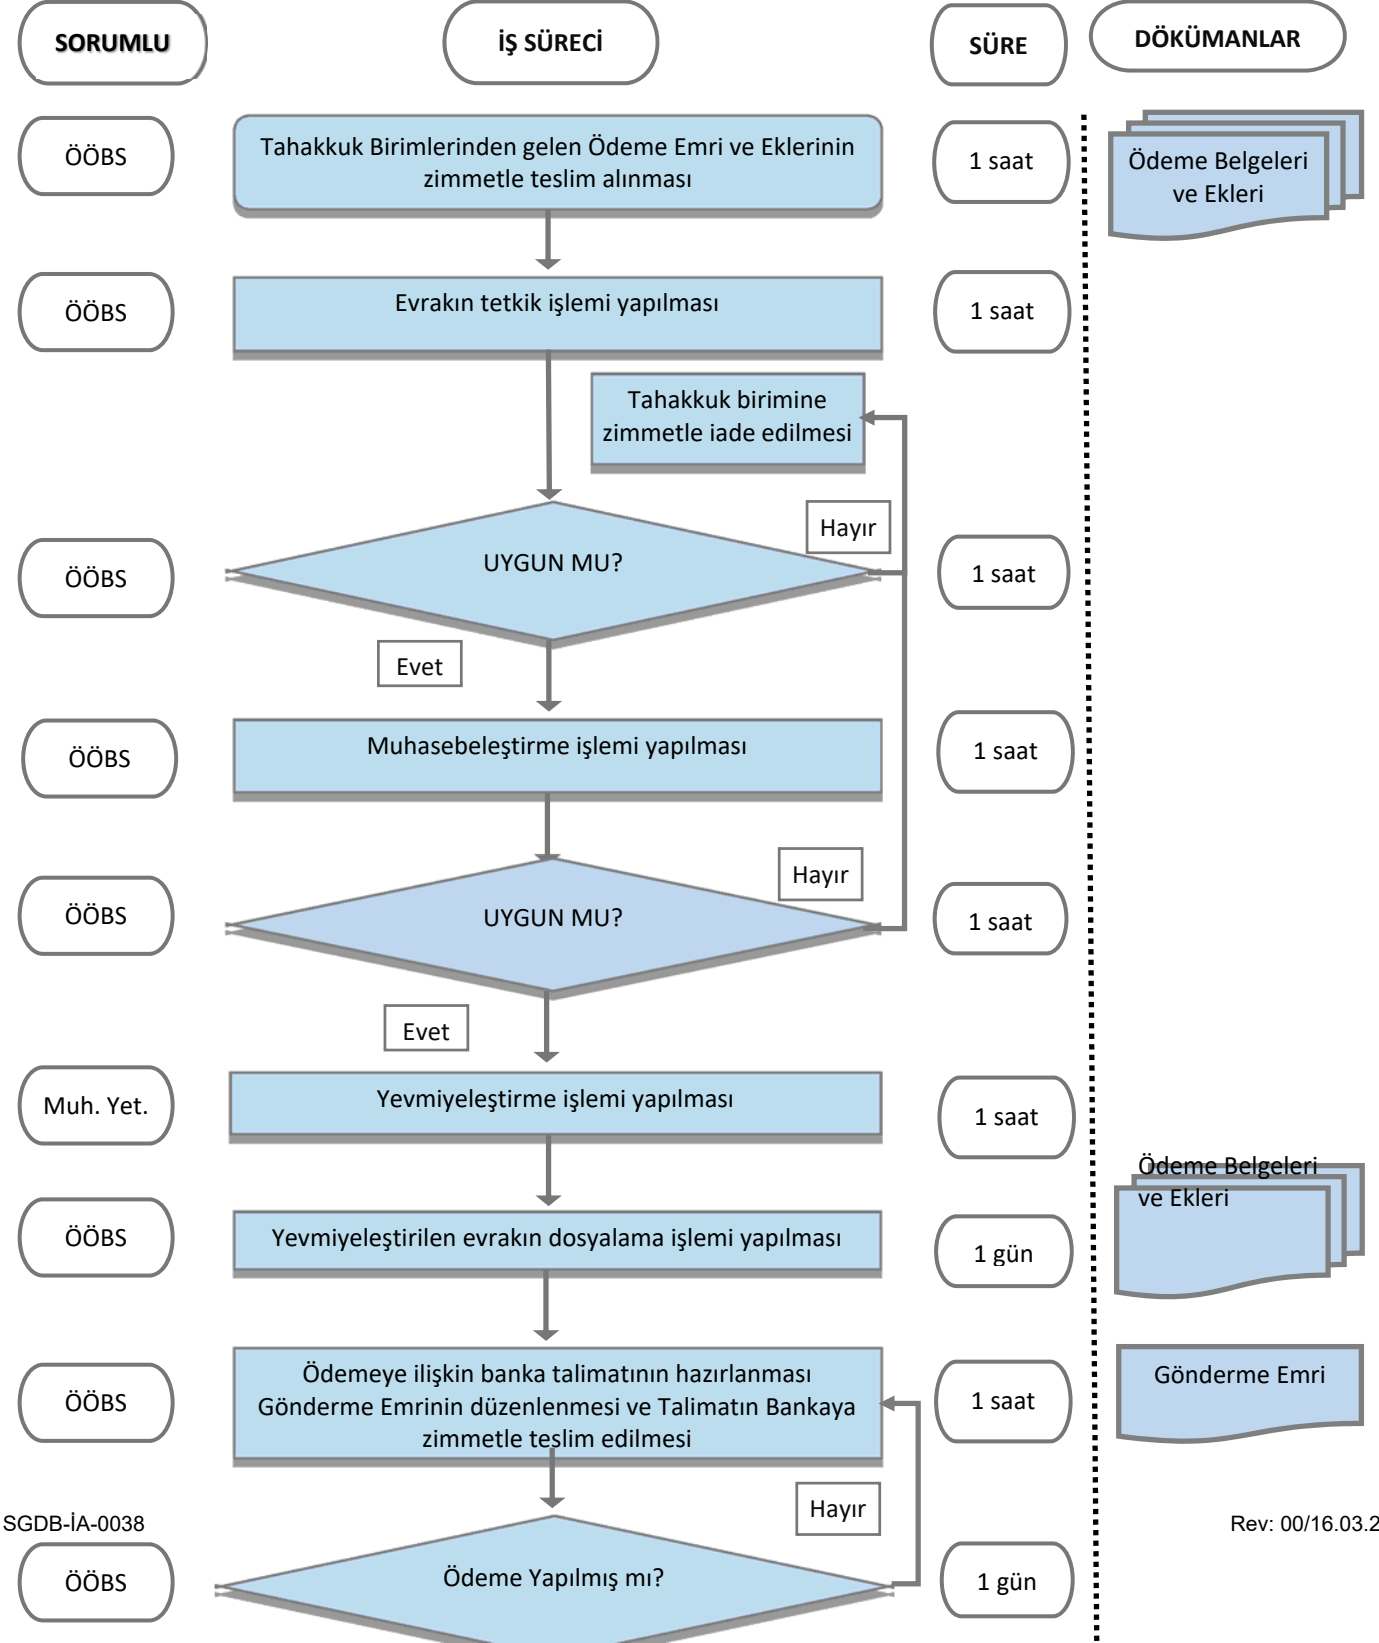 SORUMLU
İŞ SÜRECİ
SÜRE
DÖKÜMANLAR
ÖÖBS
Tahakkuk Birimlerinden gelen Ödeme Emri ve Eklerinin
zimmetle teslim alınması
1 saat
Ödeme Belgeleri
ve Ekleri
ÖÖBS
Evrakın tetkik işlemi yapılması
1 saat
Tahakkuk birimine
zimmetle iade edilmesi
Hayır
ÖÖBS
UYGUN MU?
1 saat
Evet
ÖÖBS
Muhasebeleştirme işlemi yapılması
1 saat
Hayır
ÖÖBS
UYGUN MU?
1 saat
Evet
Muh. Yet.
Yevmiyeleştirme işlemi yapılması
1 saat
Ödeme Belgeleri
ve Ekleri
ÖÖBS
Yevmiyeleştirilen evrakın dosyalama işlemi yapılması
1 gün
ÖÖBS
Ödemeye ilişkin banka talimatının hazırlanması
Gönderme Emrinin düzenlenmesi ve Talimatın Bankaya
zimmetle teslim edilmesi
1 saat
Gönderme Emri
Hayır
SGDB-İA-0038
Rev: 00/16.03.2
ÖÖBS
Ödeme Yapılmış mı?
1 gün